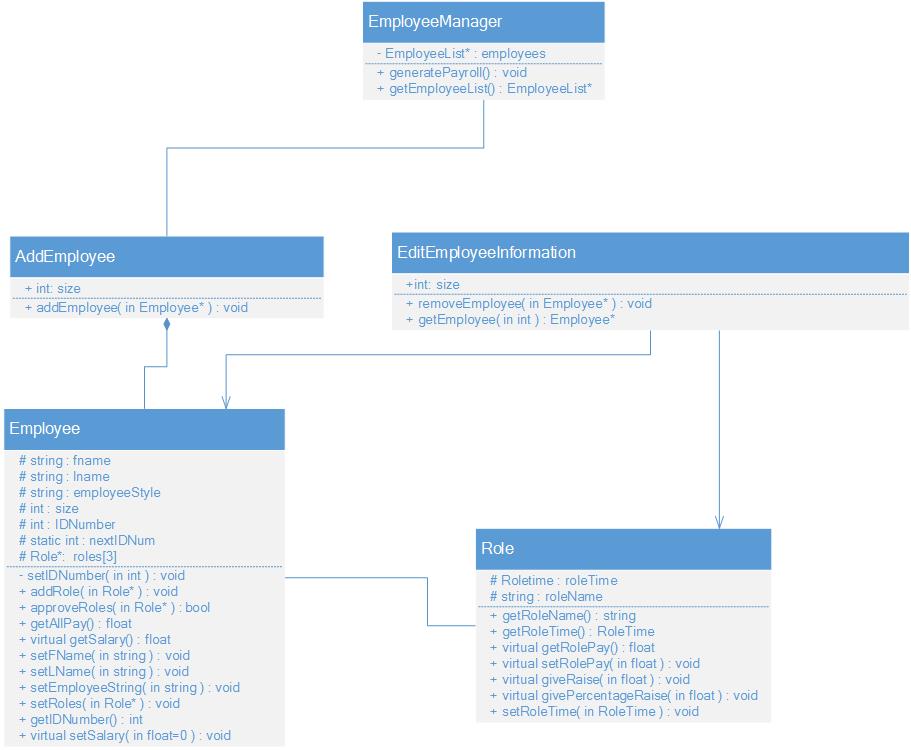 EmployeeManager
- EmployeeList* : employees
+ generatePayroll() : void
+ getEmployeeList() : EmployeeList*
AddEmployee
+ int: size
+ addEmployee( in Employee* ) : void
EditEmployeeInformation
+int: size
+ removeEmployee( in Employee* ) : void
+ getEmployee( in int ) : Employee*
Employee
# string : fname
# string : lname
# string : employeeStyle
# int : size
# int : IDNumber
# static int : nextIDNum
# Role*: roles[3]
- setIDNumber( in int ) : void
+ addRole( in Role* ) : void
+ approveRoles( in Role* ) : bool
+ getAllPay() : float
+ virtual getSalary() : float
+ setFName( in string ) : void
+ setLName( in string ) : void
+ setEmployeeString( in string ) : void
+ setRoles( in Role* ) : void
+ getIDNumber() : int
+ virtual setSalary( in float=0 ) : void
Role
# Roletime : roleTime
# string : roleName
+ getRoleName() : string
+ getRoleTime() : RoleTime
+ virtual getRolePay() : float
+ virtual setRolePay( in float ) : void
+ virtual giveRaise( in float ) : void
+ virtual givePercentageRaise( in float ) : void
+ setRoleTime( in RoleTime ) : void